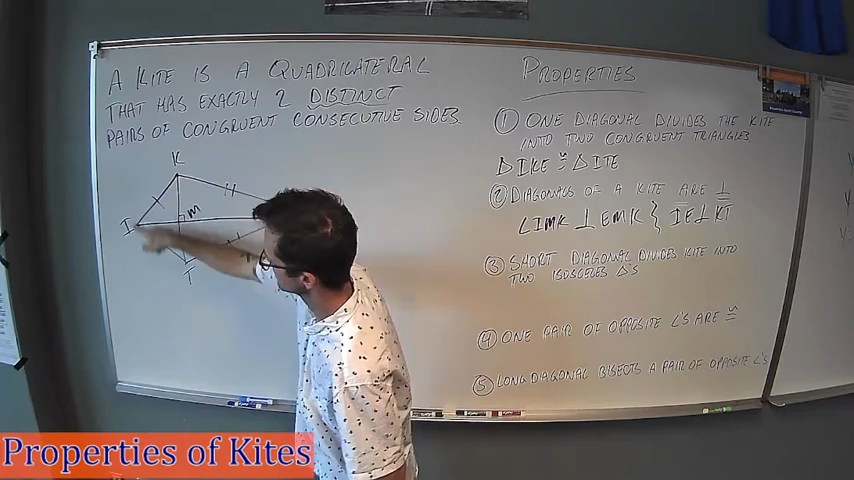 A KITE IS A QUADRILATERAL
THAT HAS EXACTLY 2 DISTINCT
PAIRS OF CONGRUENT CONSECUTIVE SIDES
K
I
M
T
PROPERTIES
① ONE DIAGONAL DIVIDES THE KITE
INTO TWO CONGRUENT TRIANGLES
△IKE ≅ △ITE
② DIAGONALS OF A KITE ARE ⊥
∠IMK ⊥ EMK } IE ⊥ KT
③ SHORT DIAGONAL DIVIDES KITE INTO
TWO ISOSCELES △'S
④ ONE PAIR OF OPPOSITE ∠'S ARE ≅
⑤ LONG DIAGONAL BISECTS A PAIR OF OPPOSITE ∠'S
Properties of Kites